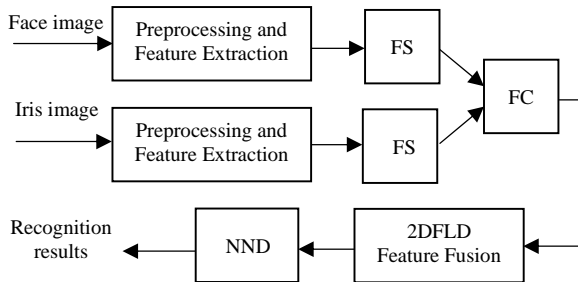 Face image
Preprocessing and
Feature Extraction
FS
FC
Iris image
Preprocessing and
Feature Extraction
FS
Recognition
results
NND
2DFLD
Feature Fusion